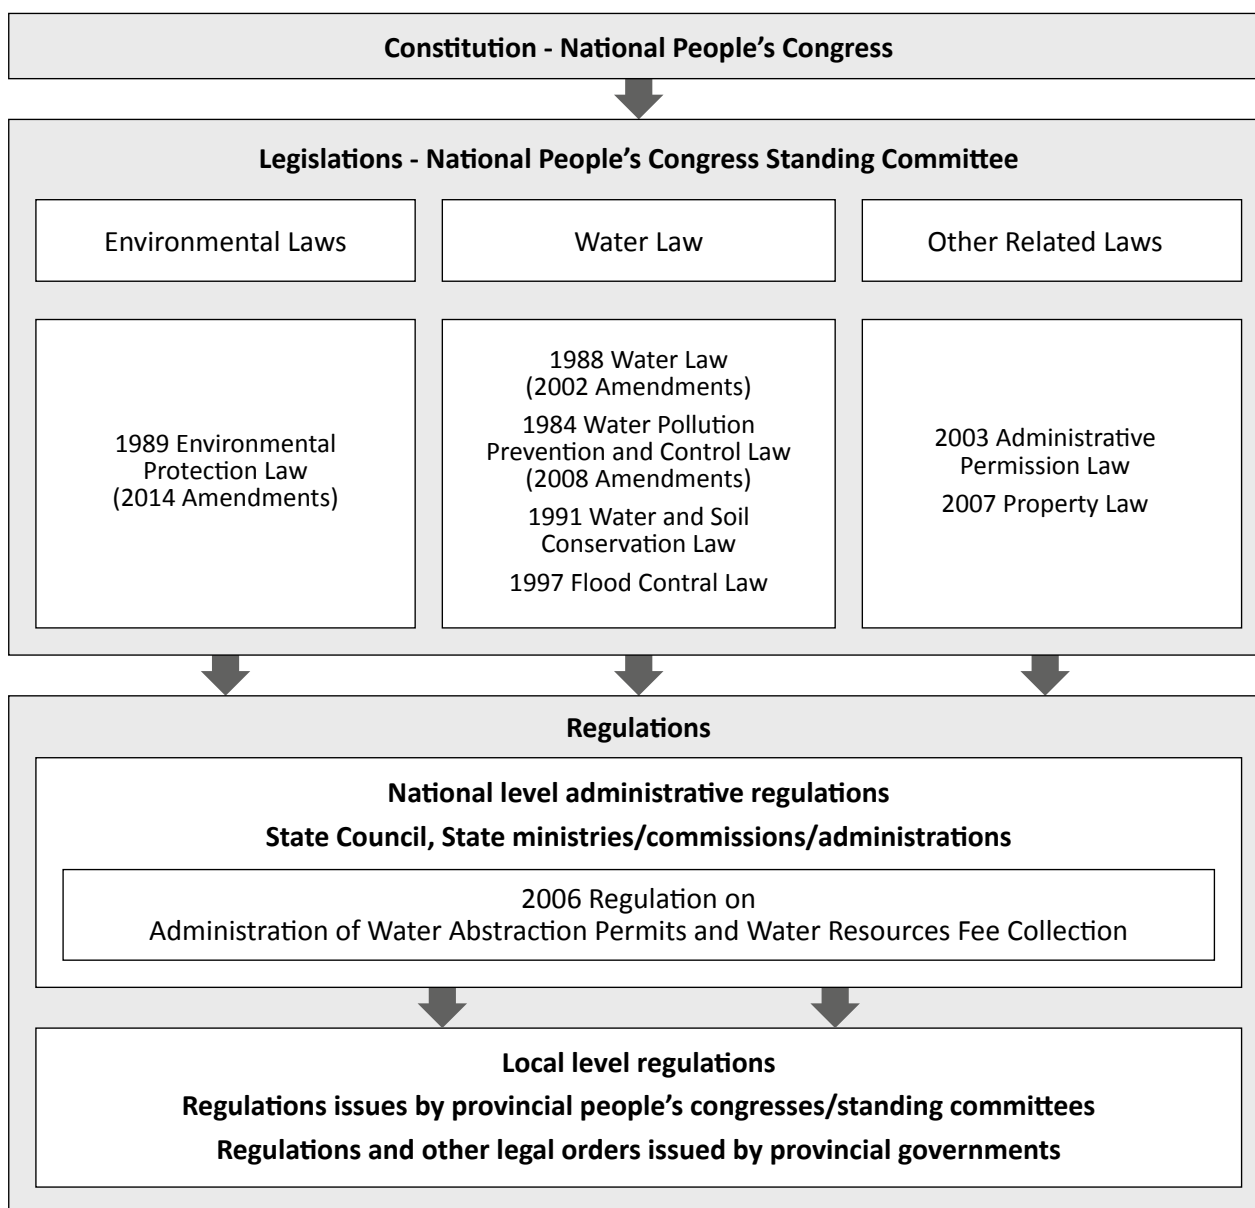 Constitution - National People's Congress
Legislations - National People's Congress Standing Committee
Environmental Laws
Water Law
Other Related Laws
1989 Environmental
Protection Law
(2014 Amendments)
1988 Water Law
(2002 Amendments)
1984 Water Pollution
Prevention and Control Law
(2008 Amendments)
1991 Water and Soil
Conservation Law
1997 Flood Contral Law
2003 Administrative
Permission Law
2007 Property Law
Regulations
National level administrative regulations
State Council, State ministries/commissions/administrations
2006 Regulation on
Administration of Water Abstraction Permits and Water Resources Fee Collection
Local level regulations
Regulations issues by provincial people's congresses/standing committees
Regulations and other legal orders issued by provincial governments